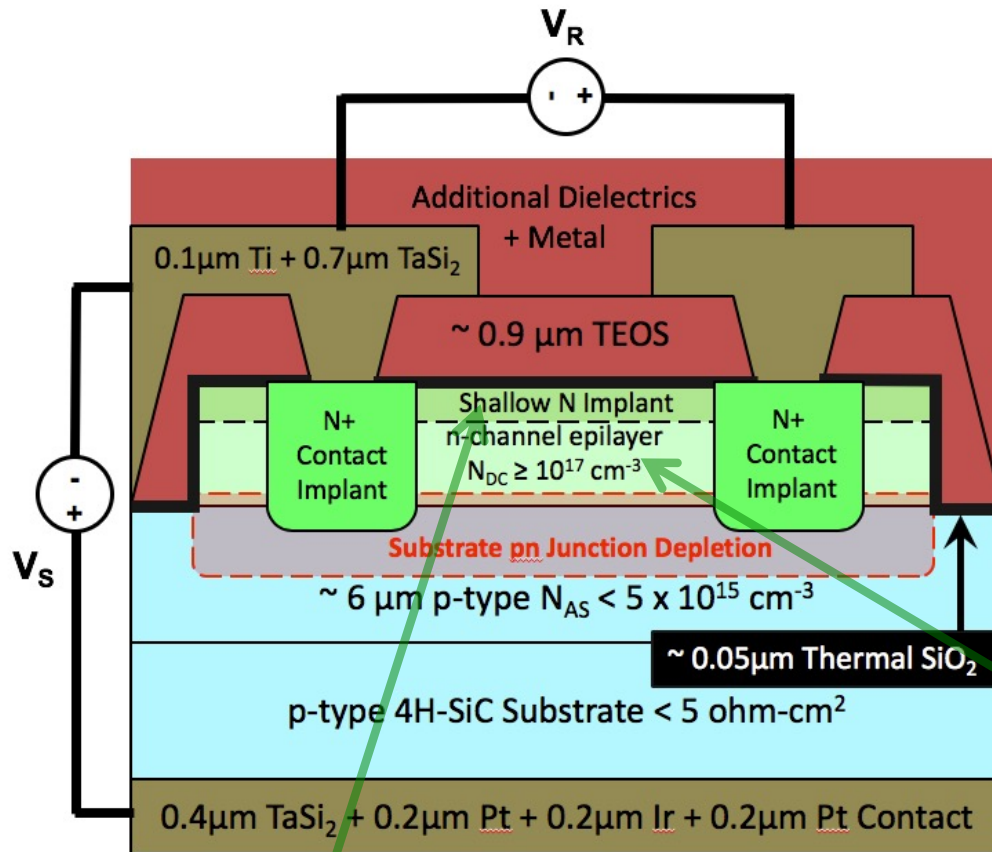 V_R
- +
Additional Dielectrics
+ Metal
0.1μm Ti + 0.7μm TaSi₂
~ 0.9 μm TEOS
N+
Contact
Implant
Shallow N Implant
n-channel epilayer
N_DC ≥ 10¹⁷ cm⁻³
N+
Contact
Implant
-
+
V_S
Substrate pn Junction Depletion
~ 6 μm p-type N_AS < 5 x 10¹⁵ cm⁻³
~ 0.05μm Thermal SiO₂
p-type 4H-SiC Substrate < 5 ohm-cm²
0.4μm TaSi₂ + 0.2μm Pt + 0.2μm Ir + 0.2μm Pt Contact